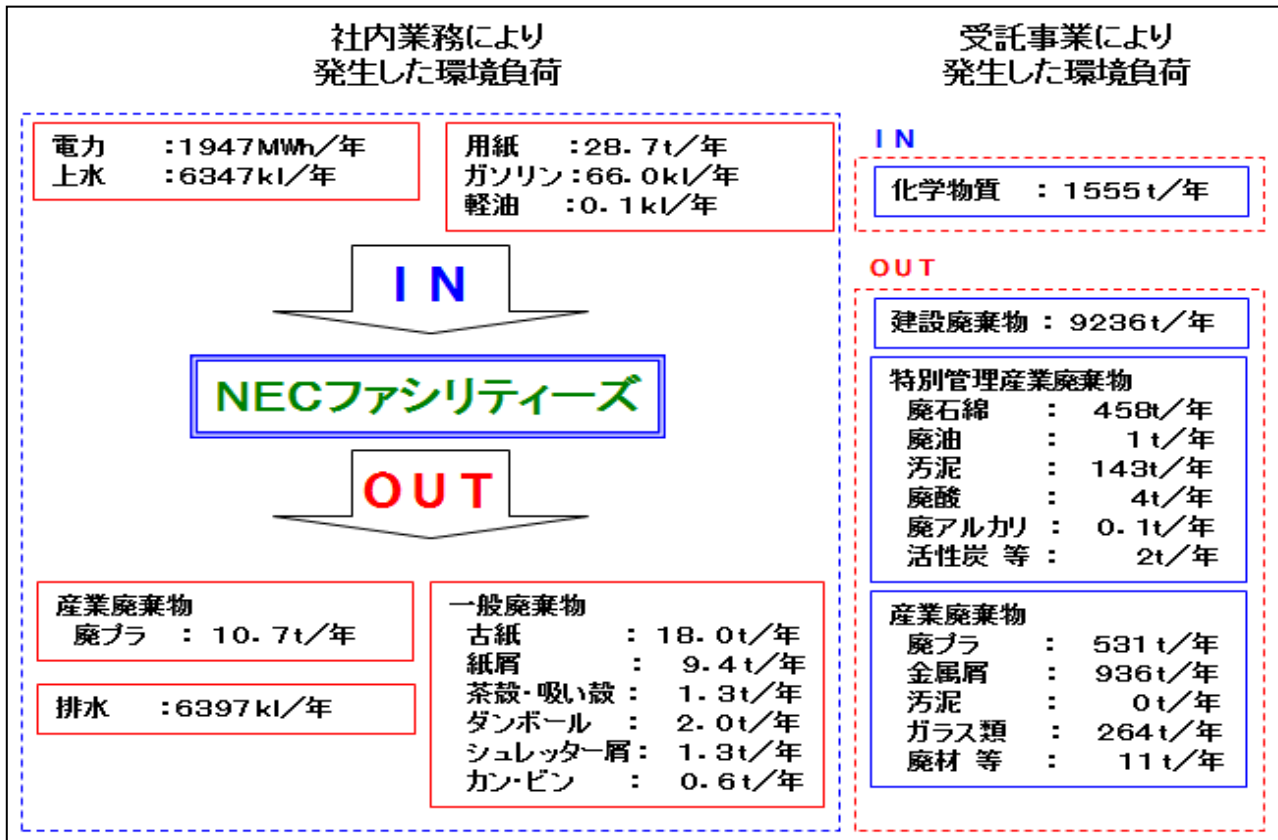 社内業務により
発生した環境負荷
電力 :1947MWh/年
上水 :6347kl/年
用紙 :28.7t/年
ガソリン:66.0kl/年
軽油 :0.1kl/年
IN
NECファシリティーズ
OUT
産業廃棄物
廃プラ : 10.7t/年
排水 :6397kl/年
一般廃棄物
古紙 : 18.0t/年
紙屑 : 9.4t/年
茶殻・吸い殻 : 1.3t/年
ダンボール : 2.0t/年
シュレッター屑 : 1.3t/年
カン・ビン : 0.6t/年
受託事業により
発生した環境負荷
IN
化学物質 : 1555t/年
OUT
建設廃棄物 : 9236t/年
特別管理産業廃棄物
廃石綿 : 458t/年
廃油 : 1t/年
汚泥 : 143t/年
廃酸 : 4t/年
廃アルカリ : 0.1t/年
活性炭 等 : 2t/年
産業廃棄物
廃プラ : 531t/年
金属屑 : 936t/年
汚泥 : 0t/年
ガラス類 : 264t/年
廃材 等 : 11t/年